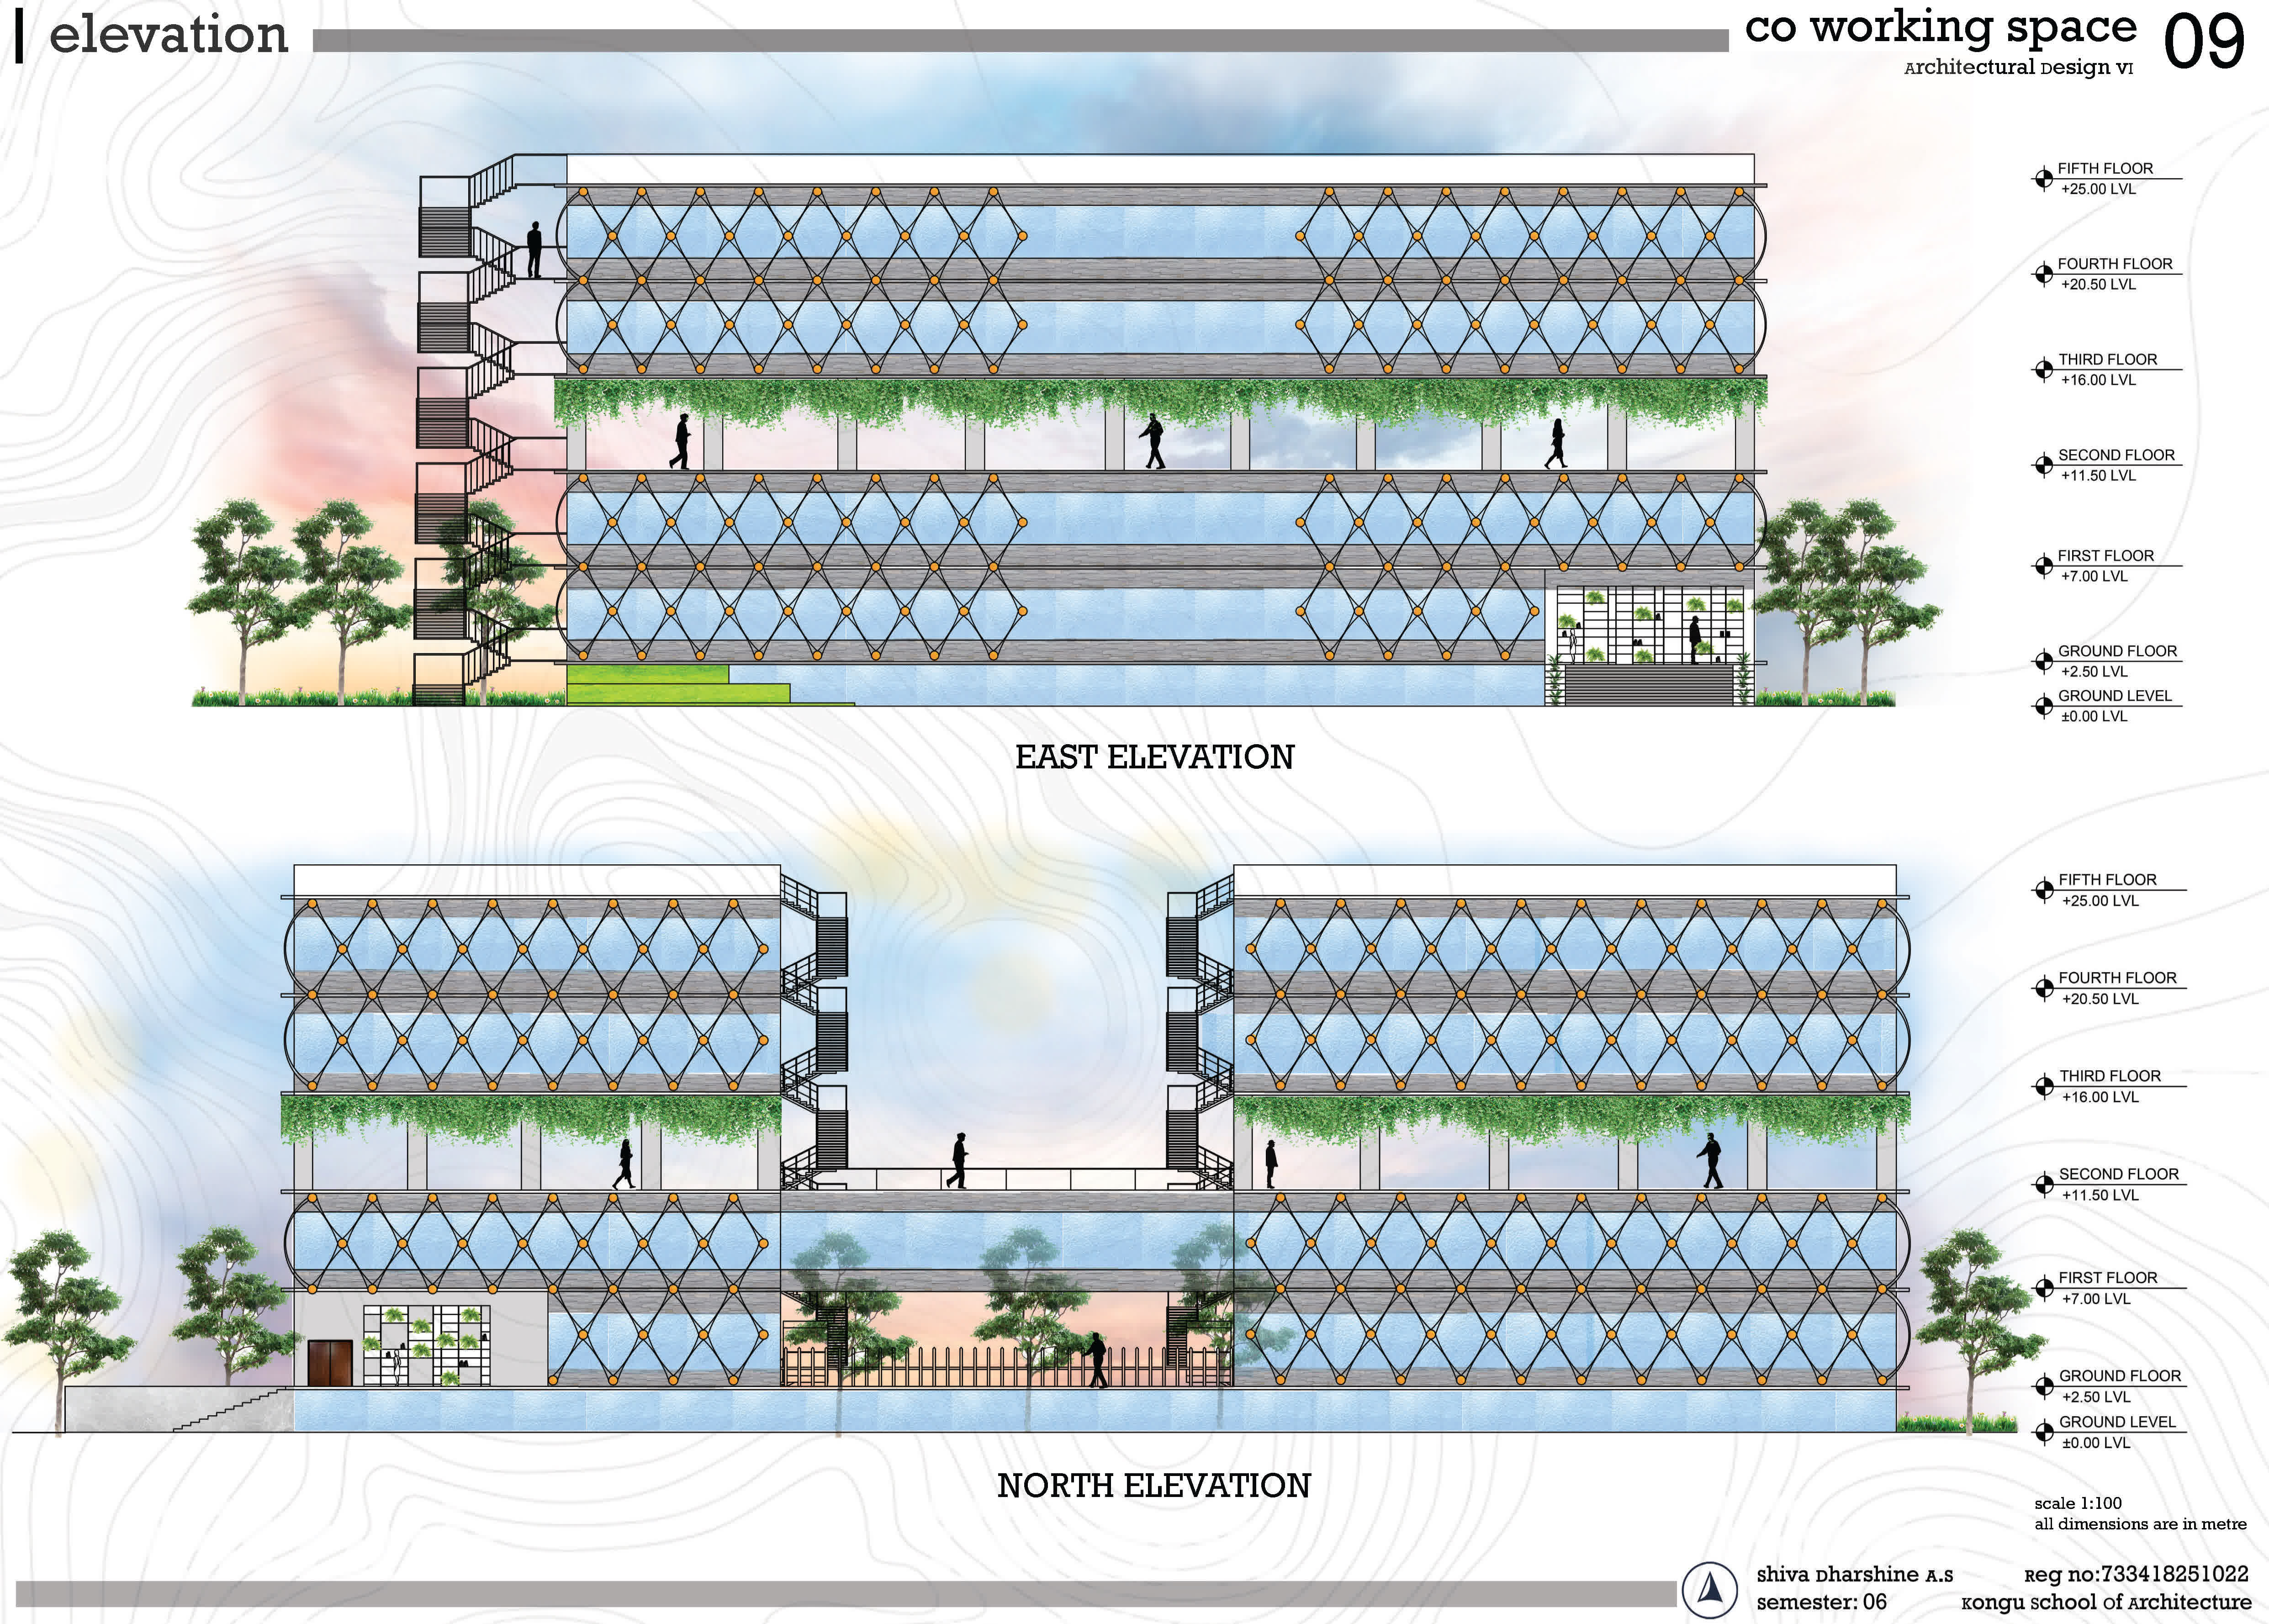 elevation
co working space 09
Architectural Design VI
FIFTH FLOOR
+25.00 LVL
FOURTH FLOOR
+20.50 LVL
THIRD FLOOR
+16.00 LVL
SECOND FLOOR
+11.50 LVL
FIRST FLOOR
+7.00 LVL
GROUND FLOOR
+2.50 LVL
GROUND LEVEL
±0.00 LVL
EAST ELEVATION
FIFTH FLOOR
+25.00 LVL
FOURTH FLOOR
+20.50 LVL
THIRD FLOOR
+16.00 LVL
SECOND FLOOR
+11.50 LVL
FIRST FLOOR
+7.00 LVL
GROUND FLOOR
+2.50 LVL
GROUND LEVEL
±0.00 LVL
NORTH ELEVATION
scale 1:100
all dimensions are in metre
shiva Dharshine A.S Reg no:733418251022
semester: 06 Kongu School of Architecture